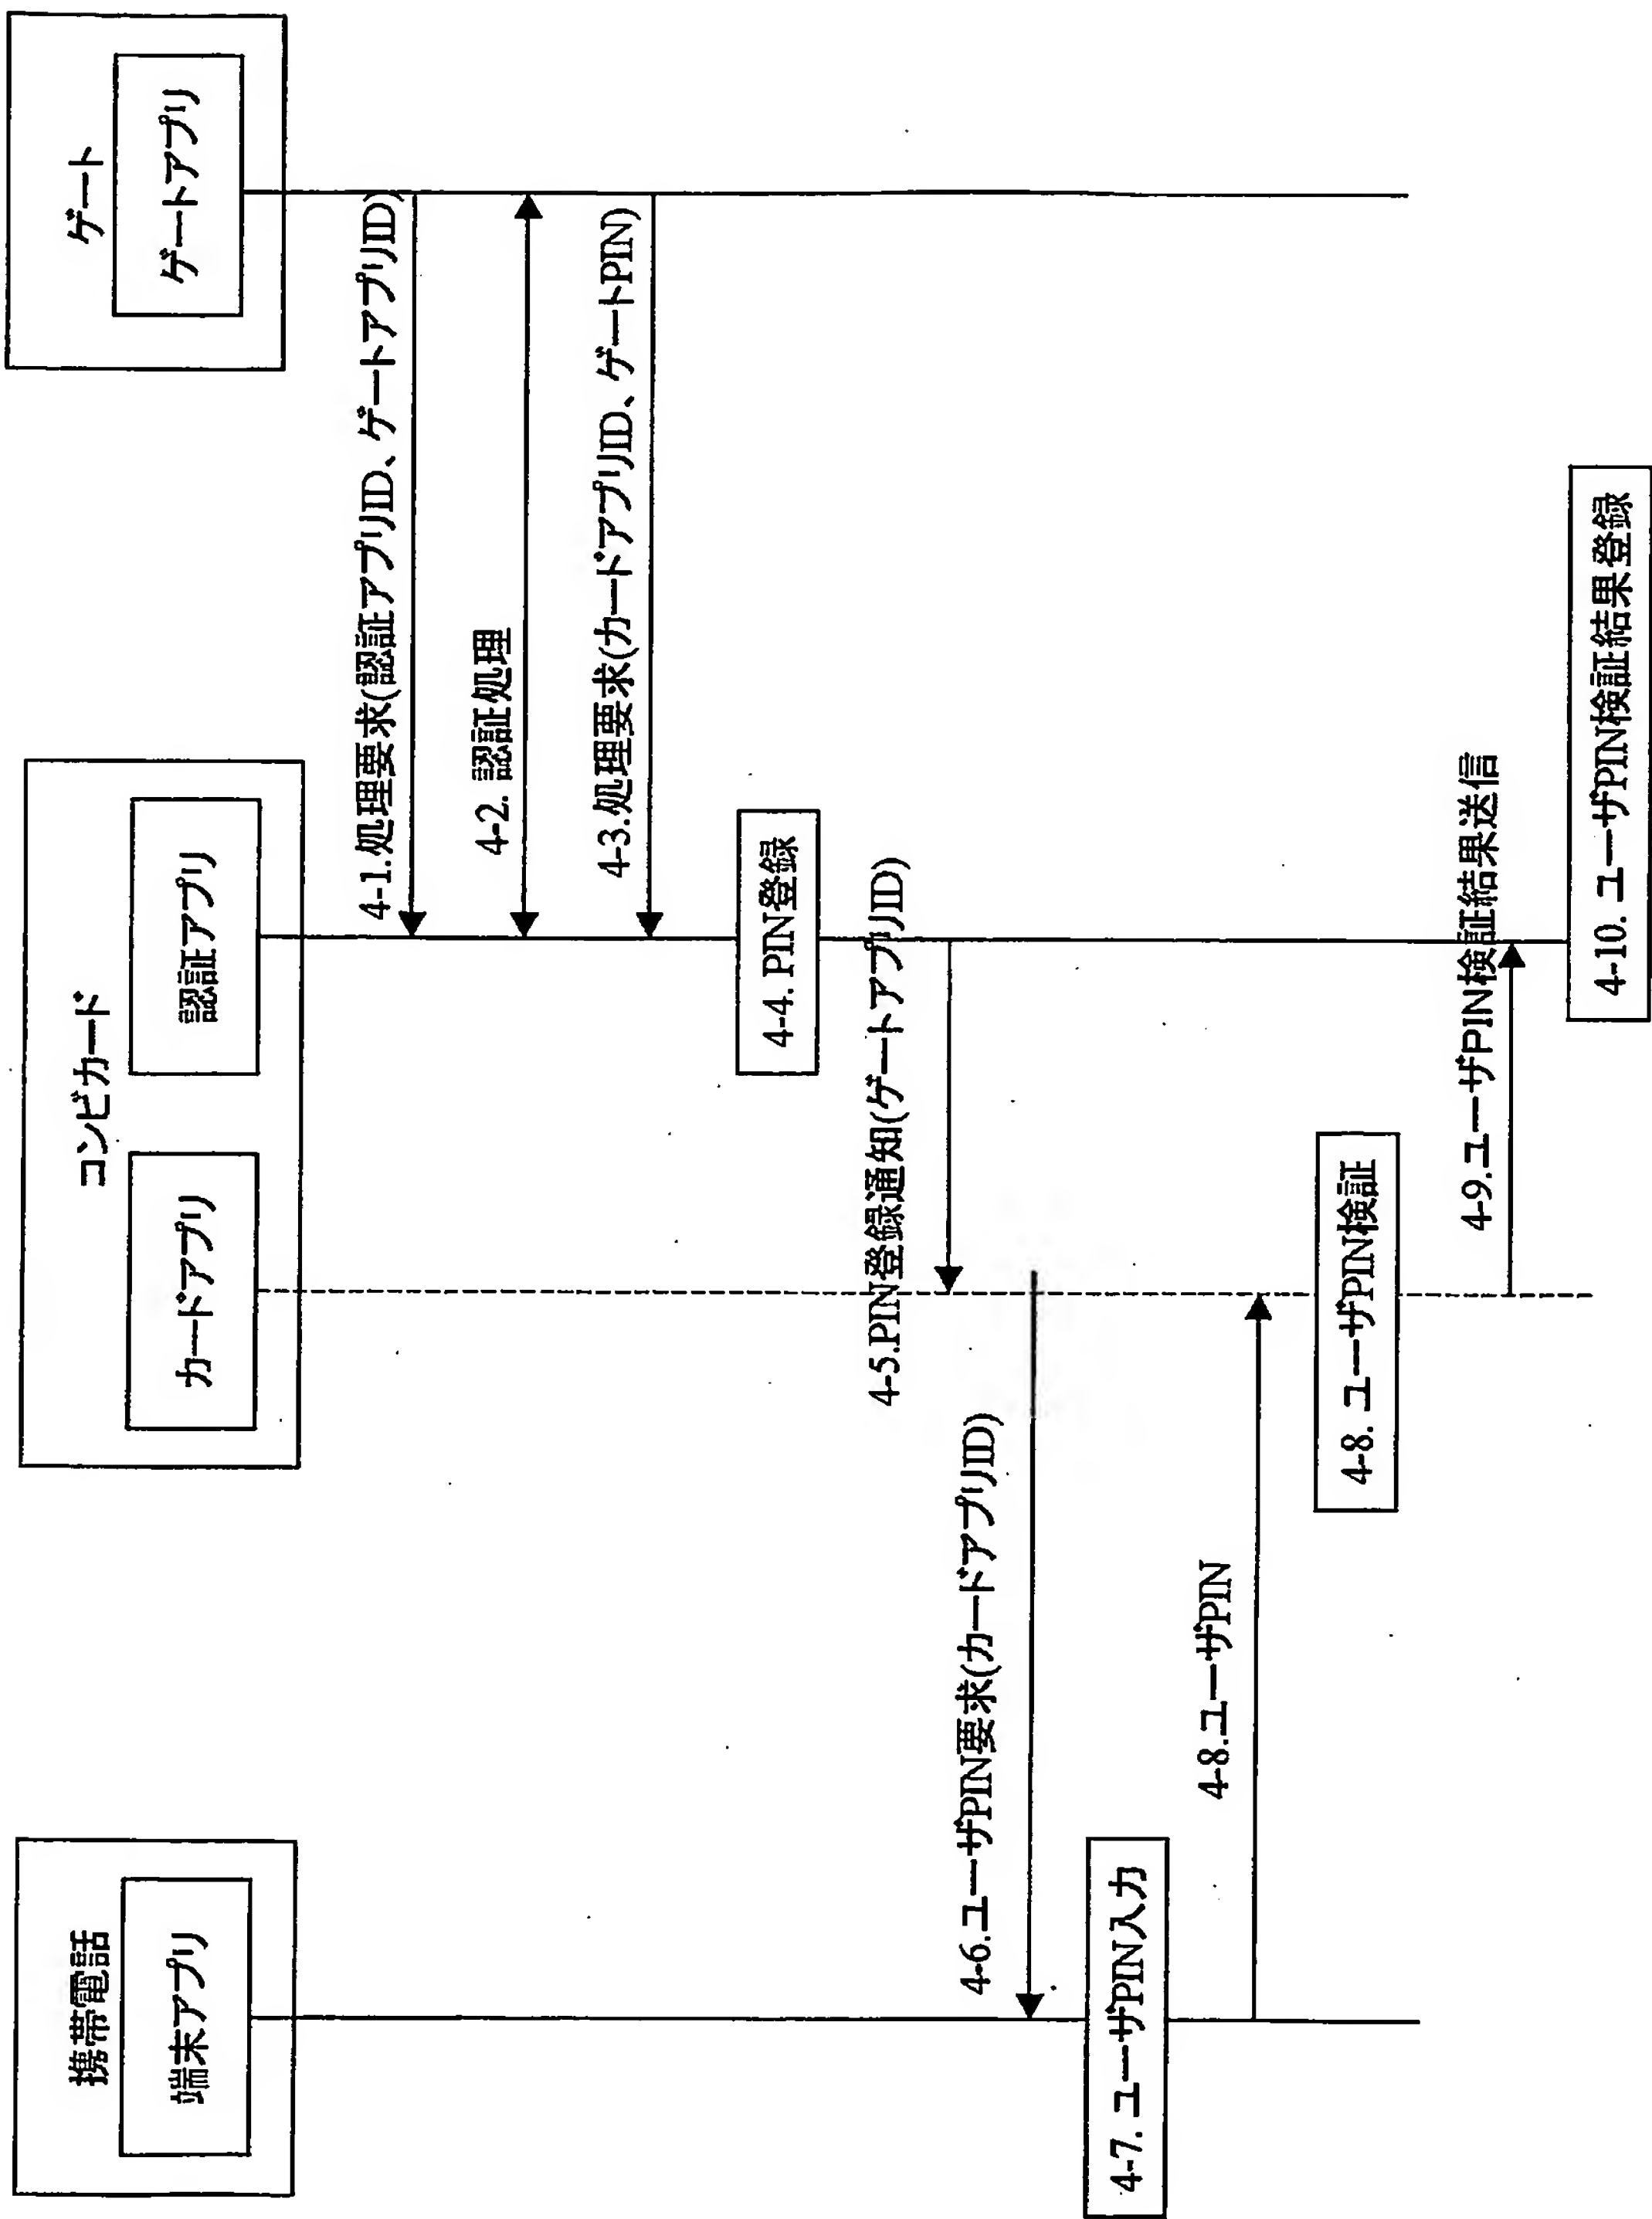 携帯電話
端末アプリ
コンビカード
カードアプリ
認証アプリ
ゲート
ゲートアプリ
4-1.処理要求(認証アプリID、ゲートアプリID)
4-2. 認証処理
4-3.処理要求(カードアプリID、ゲートPIN)
4-4. PIN登録
4-5.PIN登録通知(ゲートアプリID)
4-6.ユーザPIN要求(カードアプリID)
4-7. ユーザPIN入力
4-8.ユーザPIN
4-8. ユーザPIN検証
4-9.ユーザPIN検証結果送信
4-10. ユーザPIN検証結果登録